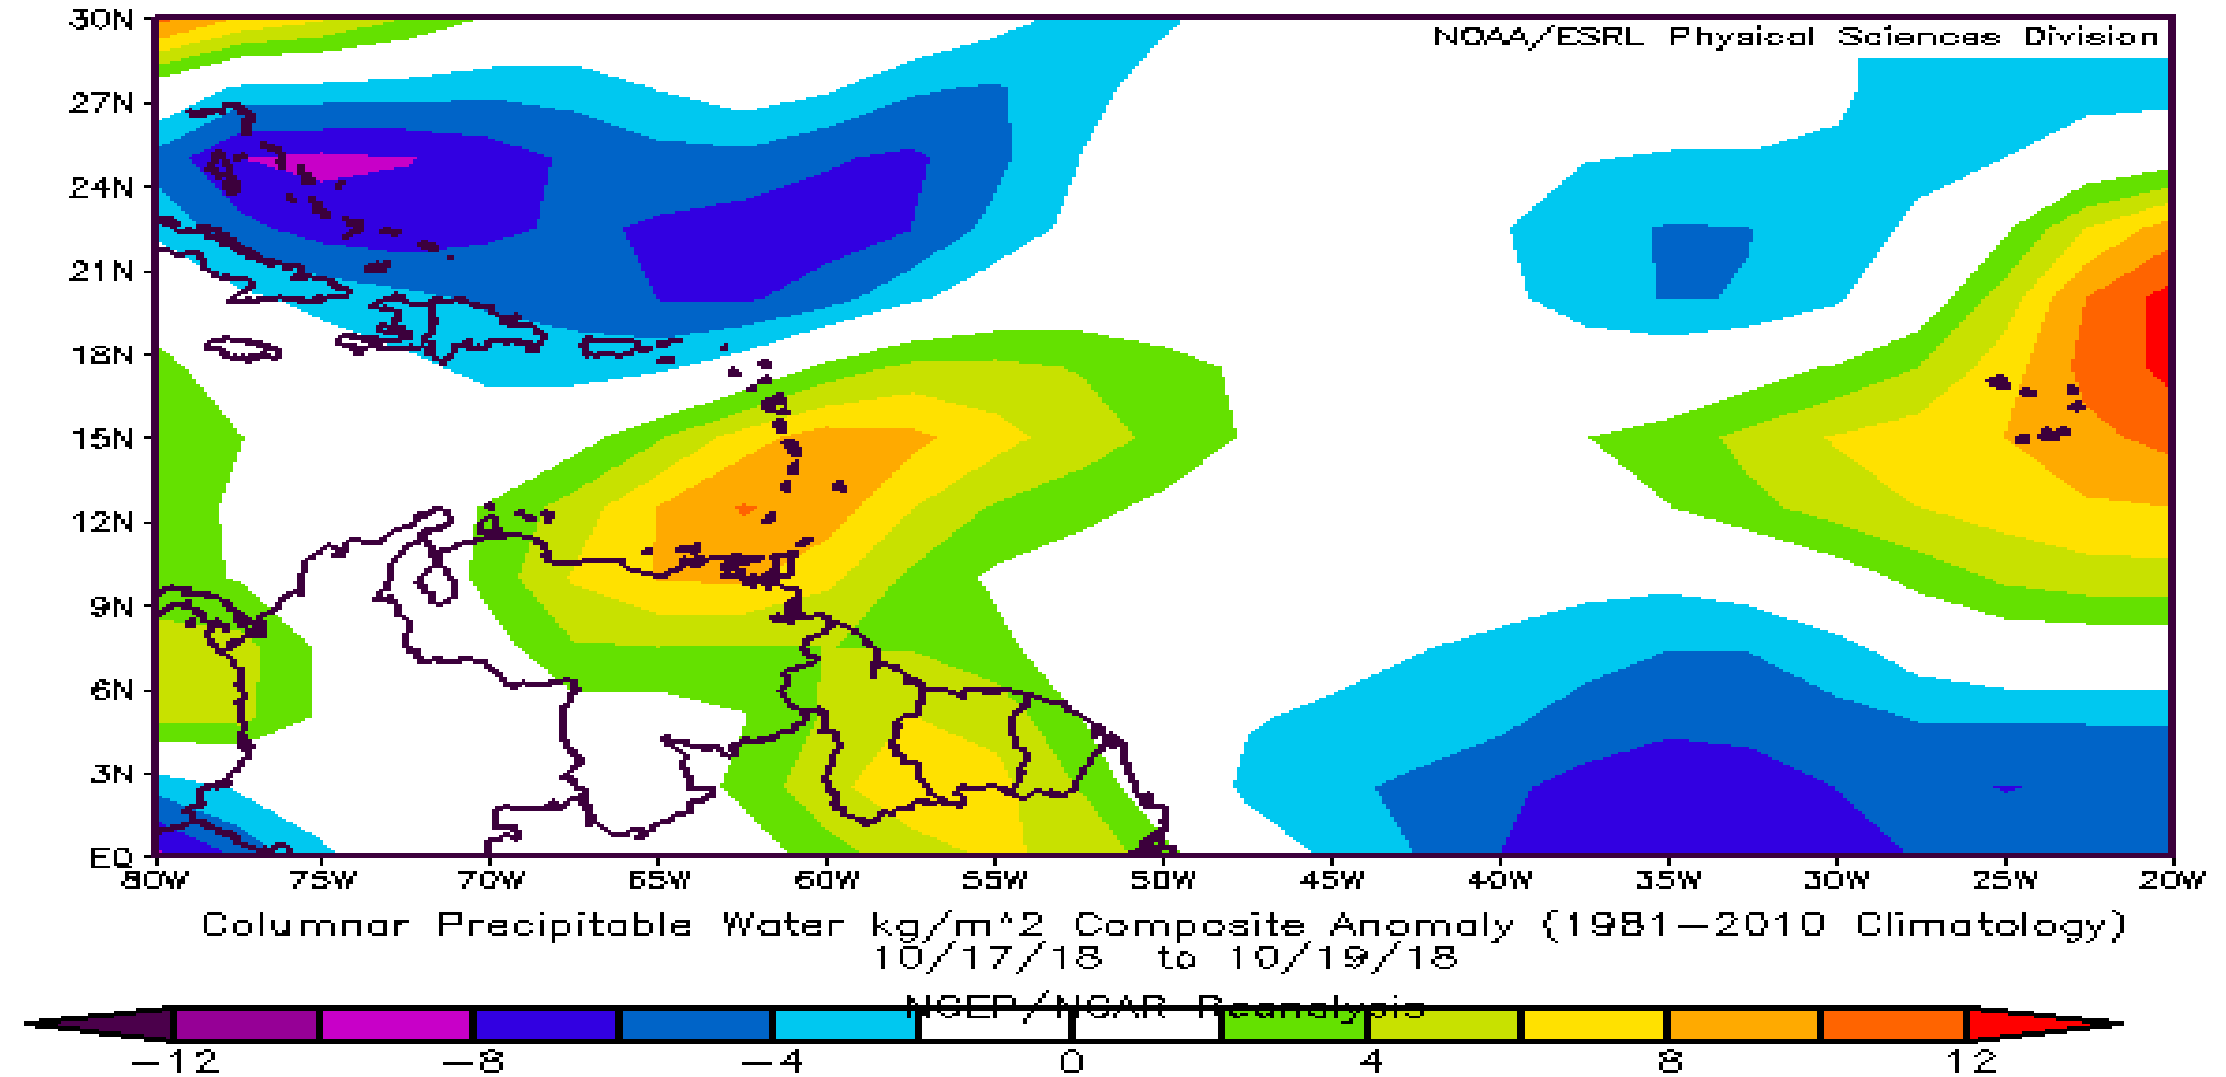 30N
NOAA/ESRL Physical Sciences Division
27N
24N
21N
18N
15N
12N
9N
6N
3N
EQ
80W 75W 70W 65W 60W 55W 50W 45W 40W 35W 30W 25W 20W
Columnar Precipitable Water kg/m^2 Composite Anomaly (1981-2010 Climatology)
10/17/18 to 10/19/18
NCEP/NCAR Reanalysis
-12 -8 -4 0 4 8 12